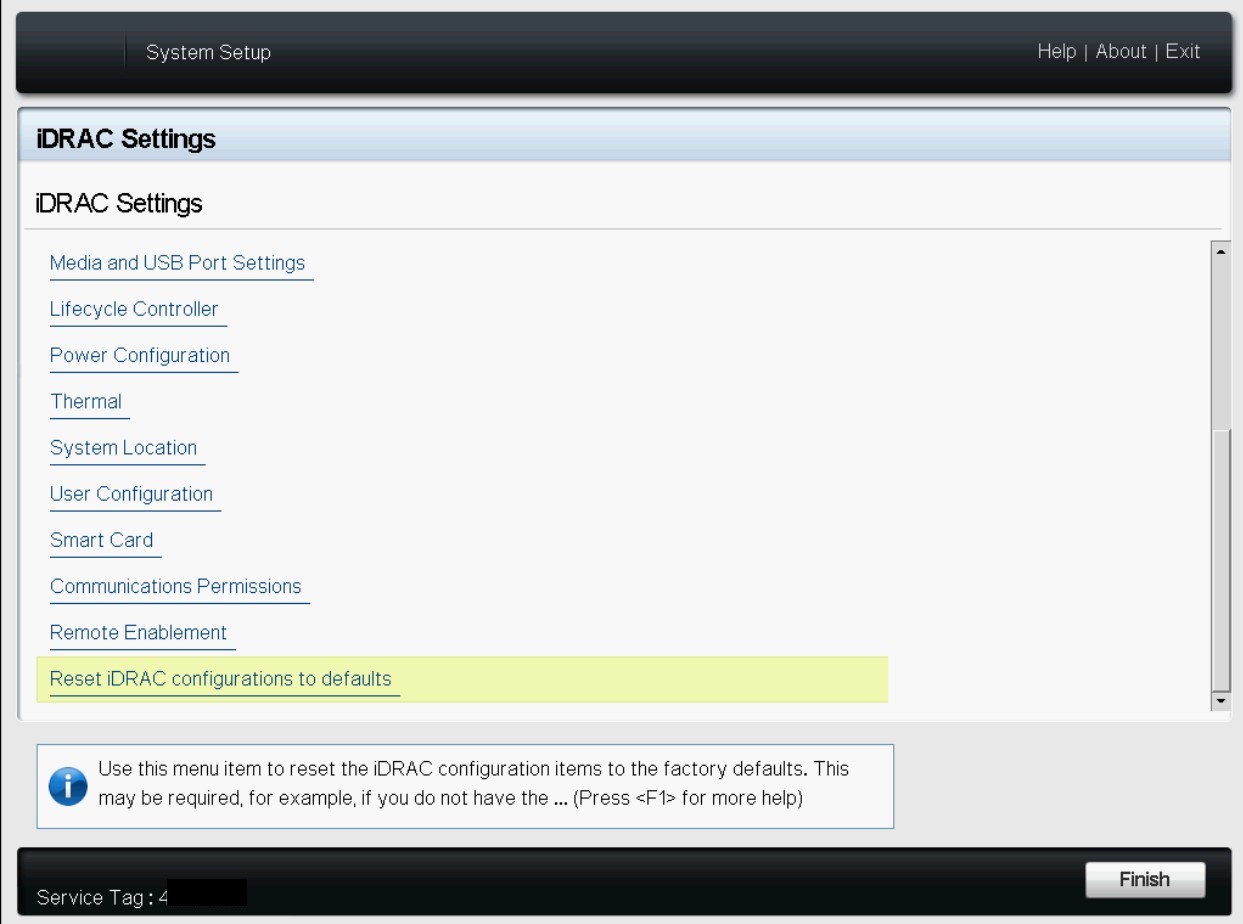 System Setup
Help | About | Exit
iDRAC Settings
iDRAC Settings
Media and USB Port Settings
Lifecycle Controller
Power Configuration
Thermal
System Location
User Configuration
Smart Card
Communications Permissions
Remote Enablement
Reset iDRAC configurations to defaults
Use this menu item to reset the iDRAC configuration items to the factory defaults. This
may be required, for example, if you do not have the ... (Press <F1> for more help)
Service Tag : 4
Finish